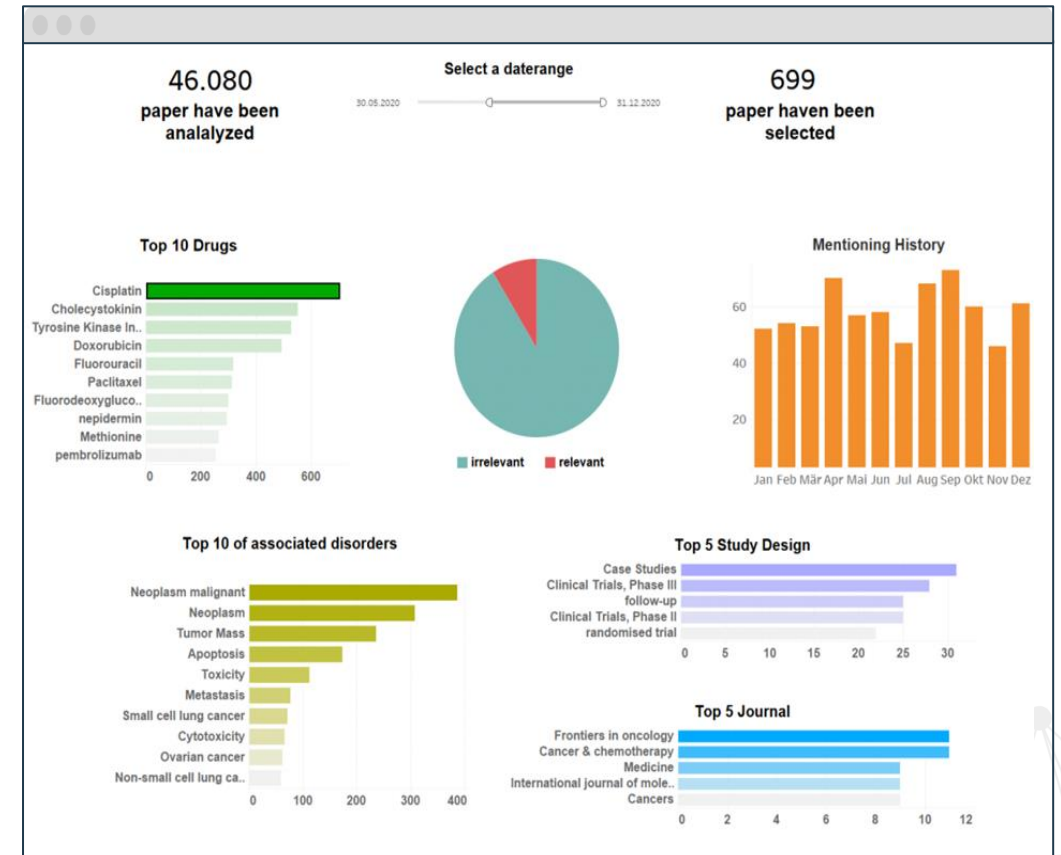 46.080
paper have been
analalyzed
Select a daterange
30.05.2020
31.12.2020
699
paper haven been
selected
Top 10 Drugs
Cisplatin
Cholecystokinin
Tyrosine Kinase In..
Doxorubicin
Fluorouracil
Paclitaxel
Fluorodeoxygluco..
nepidermin
Methionine
pembrolizumab
0 200 400 600
irrelevant relevant
Mentioning History
60
40
20
Jan Feb Mär Apr Mai Jun Jul Aug Sep Okt Nov Dez
Top 10 of associated disorders
Neoplasm malignant
Neoplasm
Tumor Mass
Apoptosis
Toxicity
Metastasis
Small cell lung cancer
Cytotoxicity
Ovarian cancer
Non-small cell lung ca..
0 100 200 300 400
Top 5 Study Design
Case Studies
Clinical Trials, Phase III
follow-up
Clinical Trials, Phase II
randomised trial
0 5 10 15 20 25 30
Top 5 Journal
Frontiers in oncology
Cancer & chemotherapy
Medicine
International journal of mole..
Cancers
0 2 4 6 8 10 12